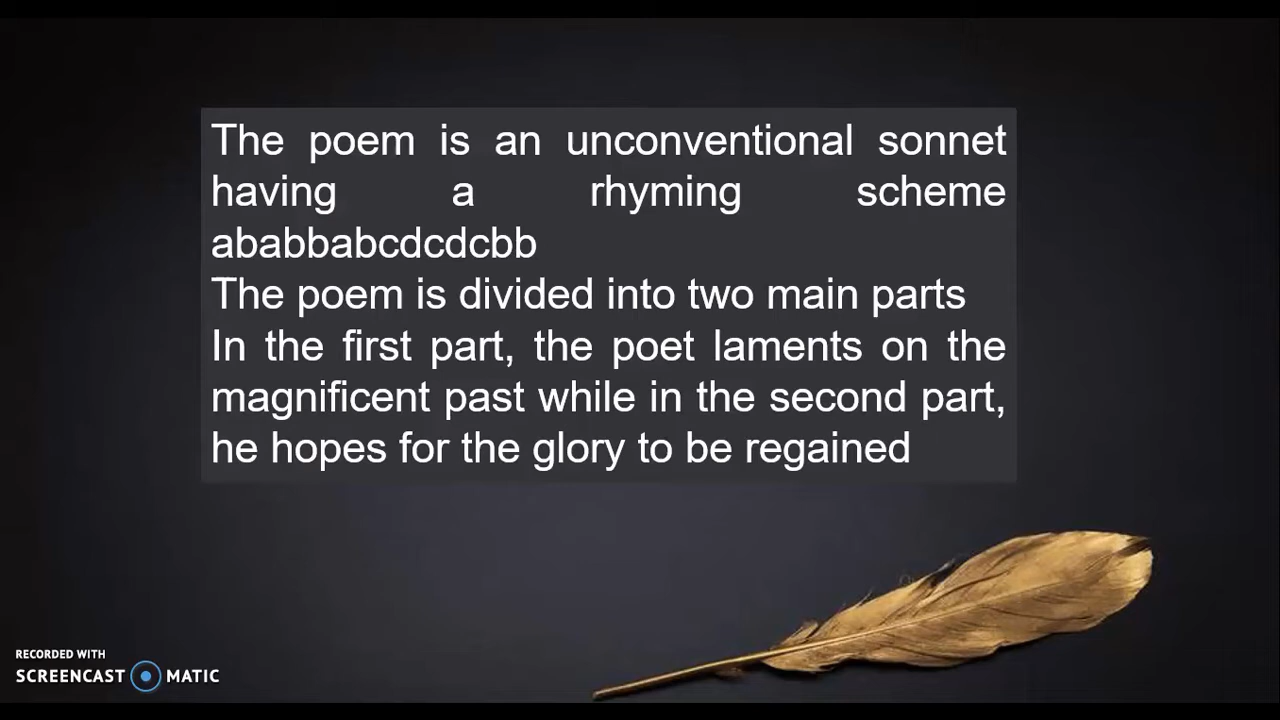 The poem is an unconventional sonnet
having a rhyming scheme
ababbabcdcdcbb
The poem is divided into two main parts
In the first part, the poet laments on the
magnificent past while in the second part,
he hopes for the glory to be regained
RECORDED WITH
SCREENCAST MATIC